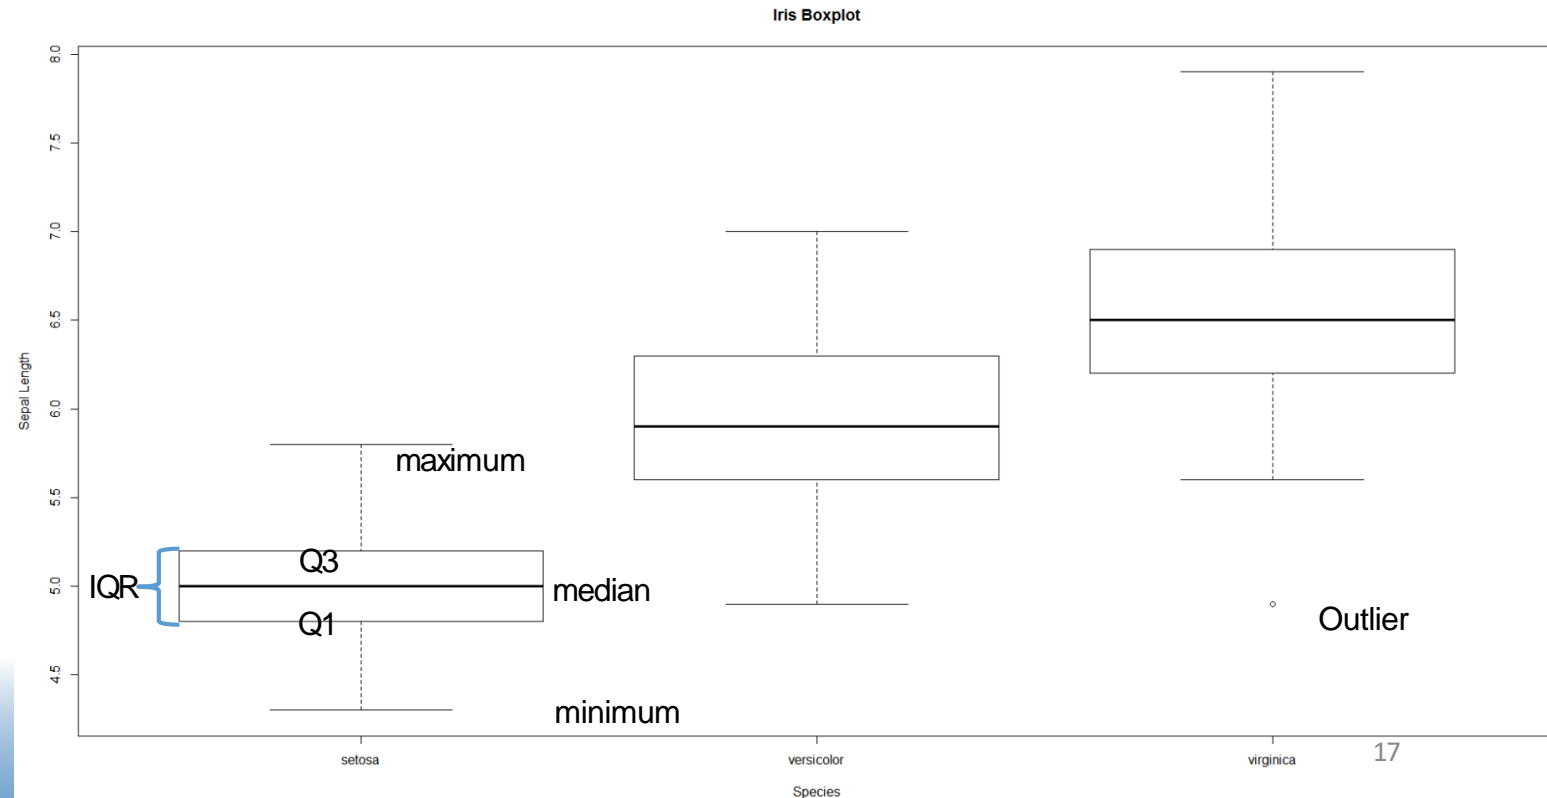 Iris Boxplot
8.0
7.5
7.0
6.5
6.0
5.5
5.0
4.5
Sepal Length
maximum
Q3
IQR
median
Q1
Outlier
minimum
setosa
versicolor
virginica
17
Species